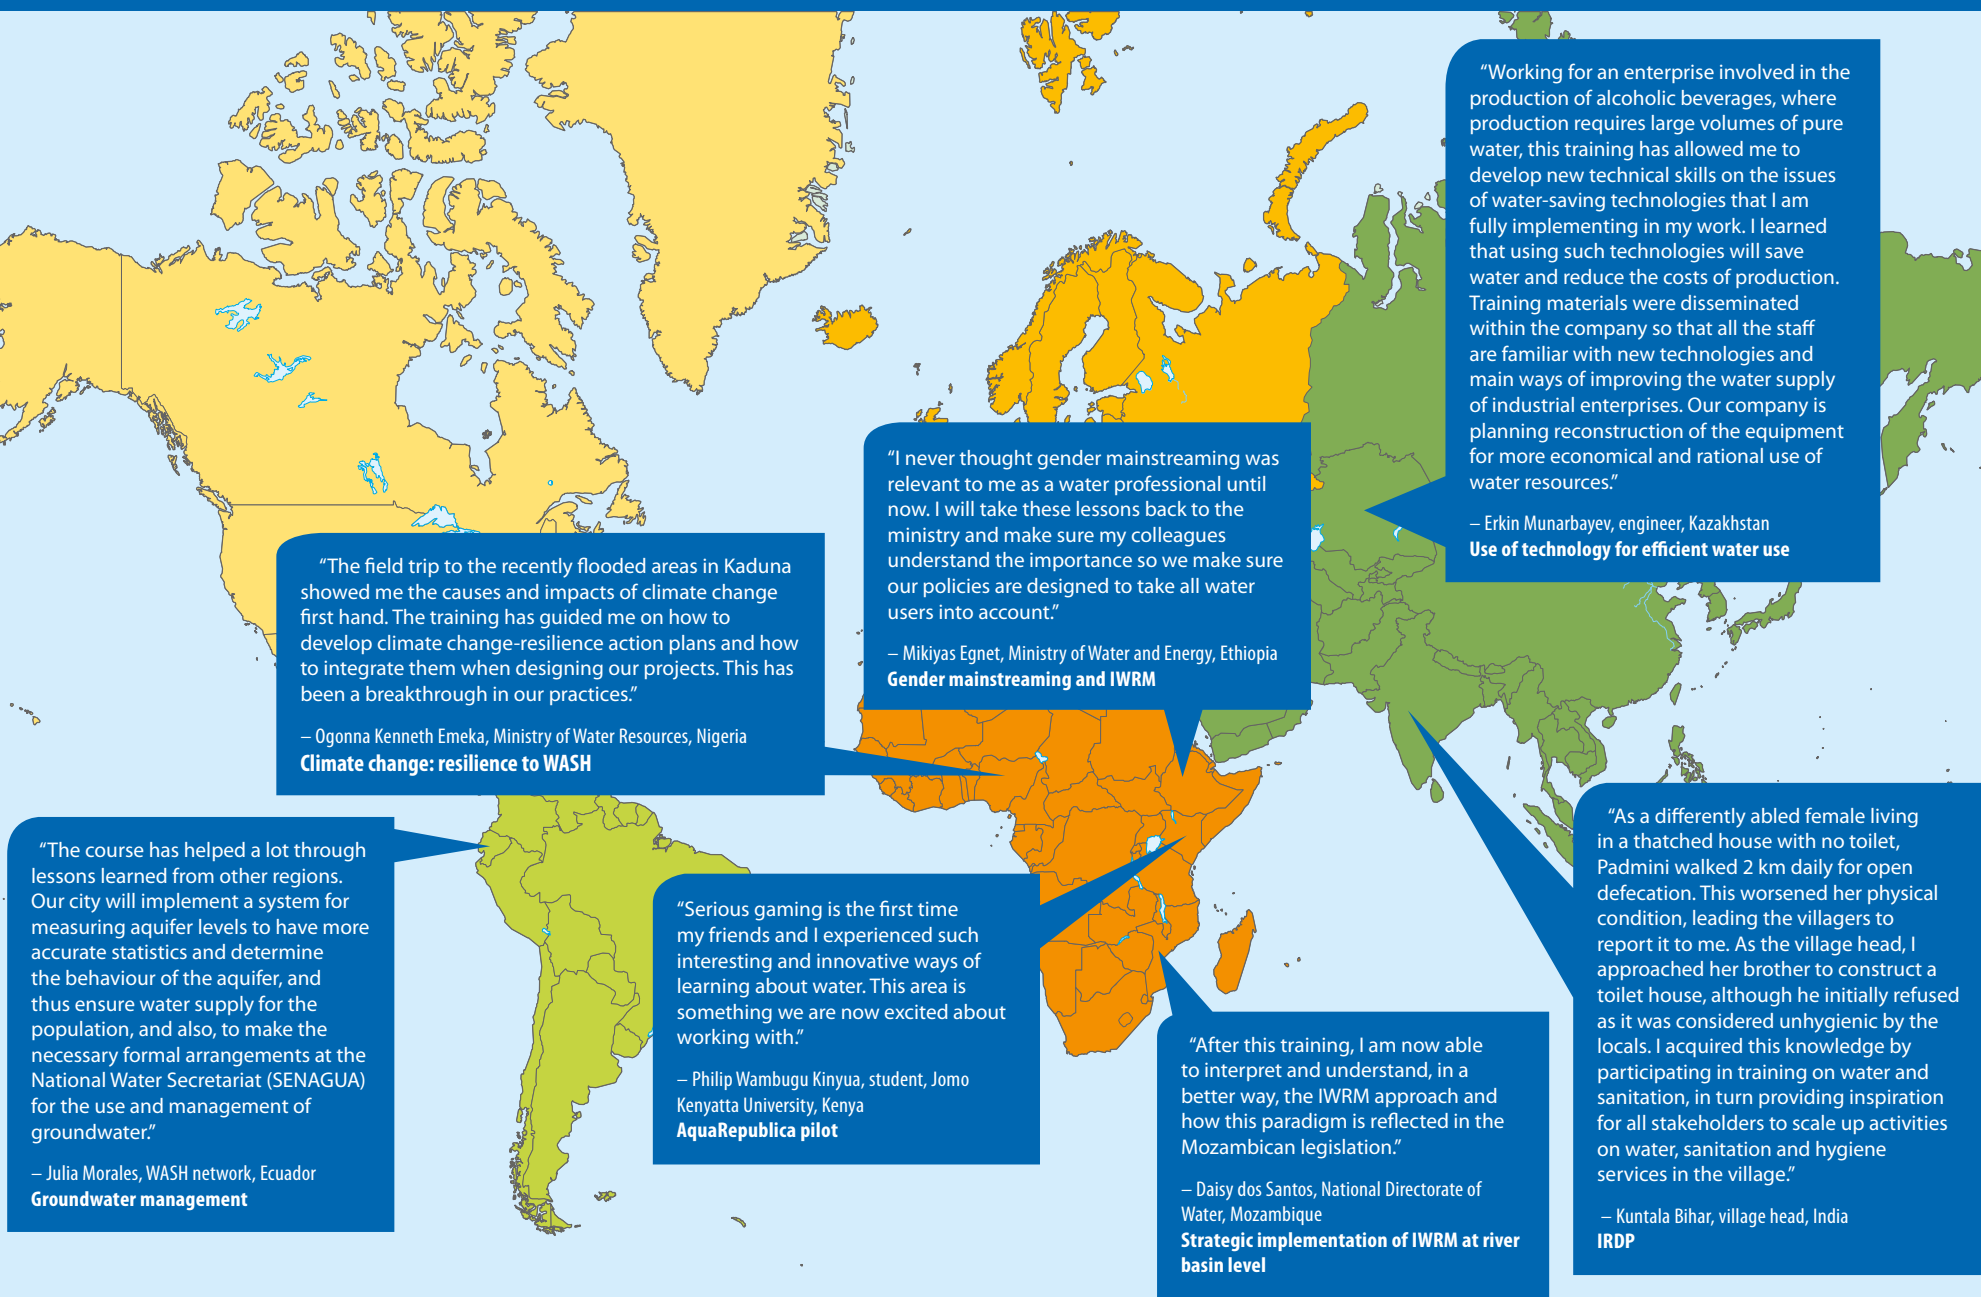 “Working for an enterprise involved in the
production of alcoholic beverages, where
production requires large volumes of pure
water, this training has allowed me to
develop new technical skills on the issues
of water-saving technologies that I am
fully implementing in my work. I learned
that using such technologies will save
water and reduce the costs of production.
Training materials were disseminated
within the company so that all the staff
are familiar with new technologies and
main ways of improving the water supply
of industrial enterprises. Our company is
planning reconstruction of the equipment
for more economical and rational use of
water resources.”
– Erkin Munarbayev, engineer, Kazakhstan
Use of technology for efficient water use
“I never thought gender mainstreaming was
relevant to me as a water professional until
now. I will take these lessons back to the
ministry and make sure my colleagues
understand the importance so we make sure
our policies are designed to take all water
users into account.”
– Mikiyas Egnet, Ministry of Water and Energy, Ethiopia
Gender mainstreaming and IWRM
“The field trip to the recently flooded areas in Kaduna
showed me the causes and impacts of climate change
first hand. The training has guided me on how to
develop climate change-resilience action plans and how
to integrate them when designing our projects. This has
been a breakthrough in our practices.”
– Ogonna Kenneth Emeka, Ministry of Water Resources, Nigeria
Climate change: resilience to WASH
“The course has helped a lot through
lessons learned from other regions.
Our city will implement a system for
measuring aquifer levels to have more
accurate statistics and determine
the behaviour of the aquifer, and
thus ensure water supply for the
population, and also, to make the
necessary formal arrangements at the
National Water Secretariat (SENAGUA)
for the use and management of
groundwater.”
– Julia Morales, WASH network, Ecuador
Groundwater management
“Serious gaming is the first time
my friends and I experienced such
interesting and innovative ways of
learning about water. This area is
something we are now excited about
working with.”
– Philip Wambugu Kinyua, student, Jomo
Kenyatta University, Kenya
AquaRepublica pilot
“After this training, I am now able
to interpret and understand, in a
better way, the IWRM approach and
how this paradigm is reflected in the
Mozambican legislation.”
– Daisy dos Santos, National Directorate of
Water, Mozambique
Strategic implementation of IWRM at river
basin level
“As a differently abled female living
in a thatched house with no toilet,
Padmini walked 2 km daily for open
defecation. This worsened her physical
condition, leading the villagers to
report it to me. As the village head, I
approached her brother to construct a
toilet house, although he initially refused
as it was considered unhygienic by the
locals. I acquired this knowledge by
participating in training on water and
sanitation, in turn providing inspiration
for all stakeholders to scale up activities
on water, sanitation and hygiene
services in the village.”
– Kuntala Bihar, village head, India
IRDP